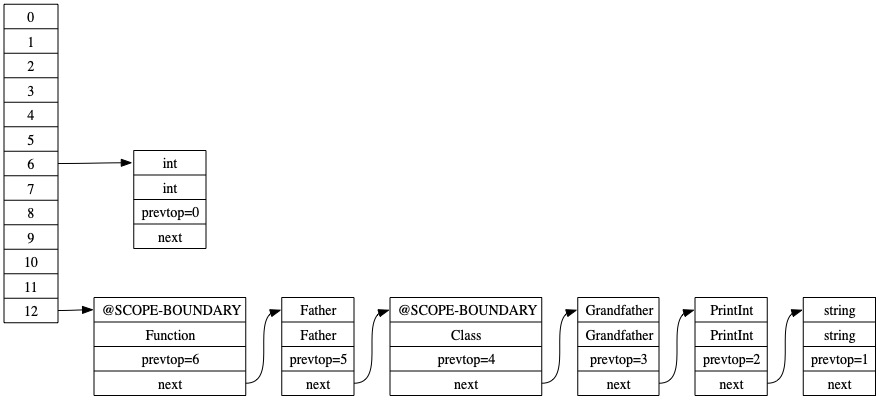 0
1
2
3
4
5
6
7
8
9
10
11
12
int
int
prevtop=0
next
@SCOPE-BOUNDARY
Function
prevtop=6
next
Father
Father
prevtop=5
next
@SCOPE-BOUNDARY
Class
prevtop=4
next
Grandfather
Grandfather
prevtop=3
next
PrintInt
PrintInt
prevtop=2
next
string
string
prevtop=1
next